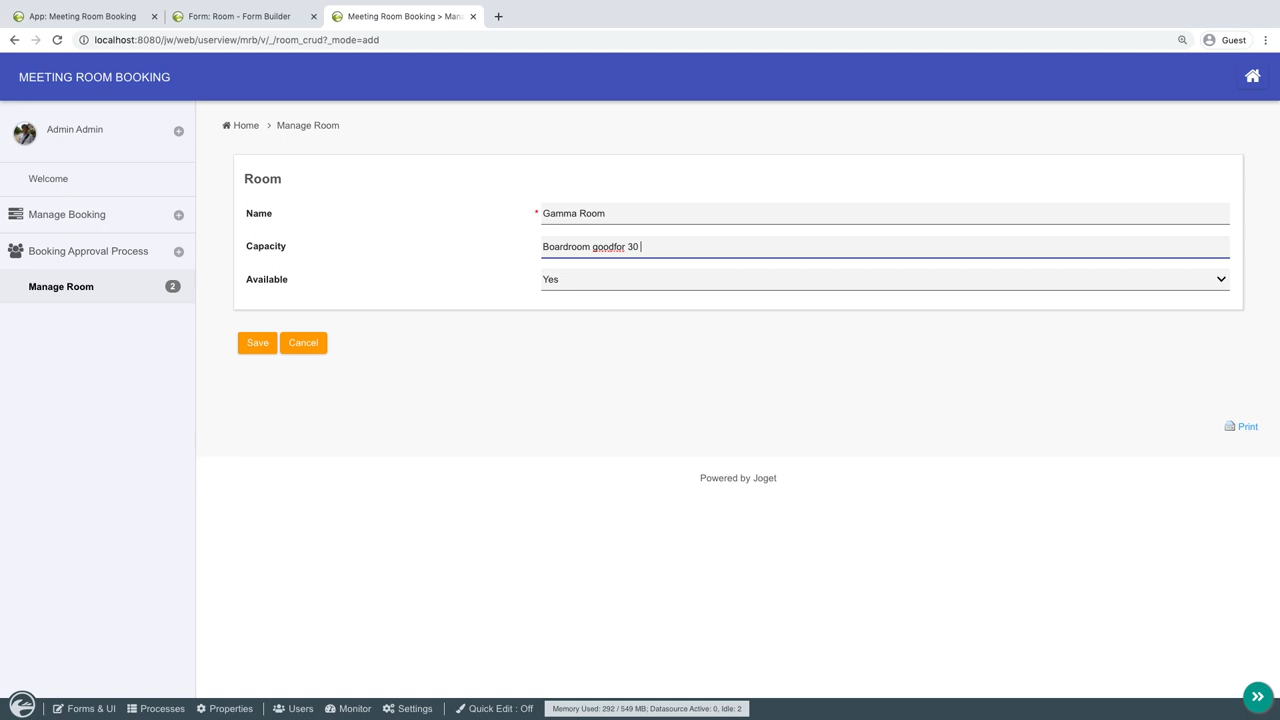 App: Meeting Room Booking
Form: Room - Form Builder
Meeting Room Booking > Mana
localhost:8080/jw/web/userview/mrb/v/_/room_crud?_mode=add
Guest
MEETING ROOM BOOKING
Admin Admin
Welcome
Manage Booking
Booking Approval Process
Manage Room 2
Home > Manage Room
Room
Name * Gamma Room
Capacity Boardroom goodfor 30
Available Yes
Save Cancel
Print
Powered by Joget
Forms & UI Processes Properties Users Monitor Settings Quick Edit : Off Memory Used: 292 / 549 MB; Datasource Active: 0, Idle: 2